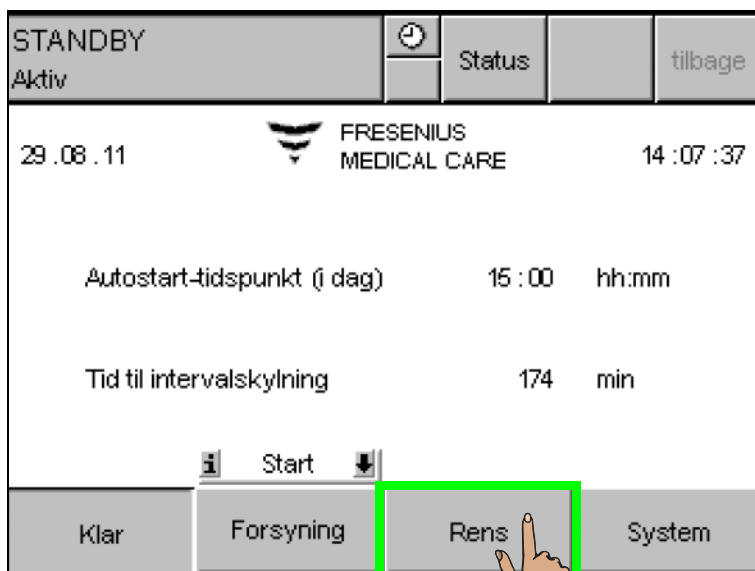 STANDBY
Aktiv
Status
tilbage
29 .08 .11
FRESENIUS
MEDICAL CARE
14 :07 :37
Autostart-tidspunkt (i dag) 15 : 00 hh:mm
Tid til intervalskylning 174 min
i Start
Klar Forsyning Rens System